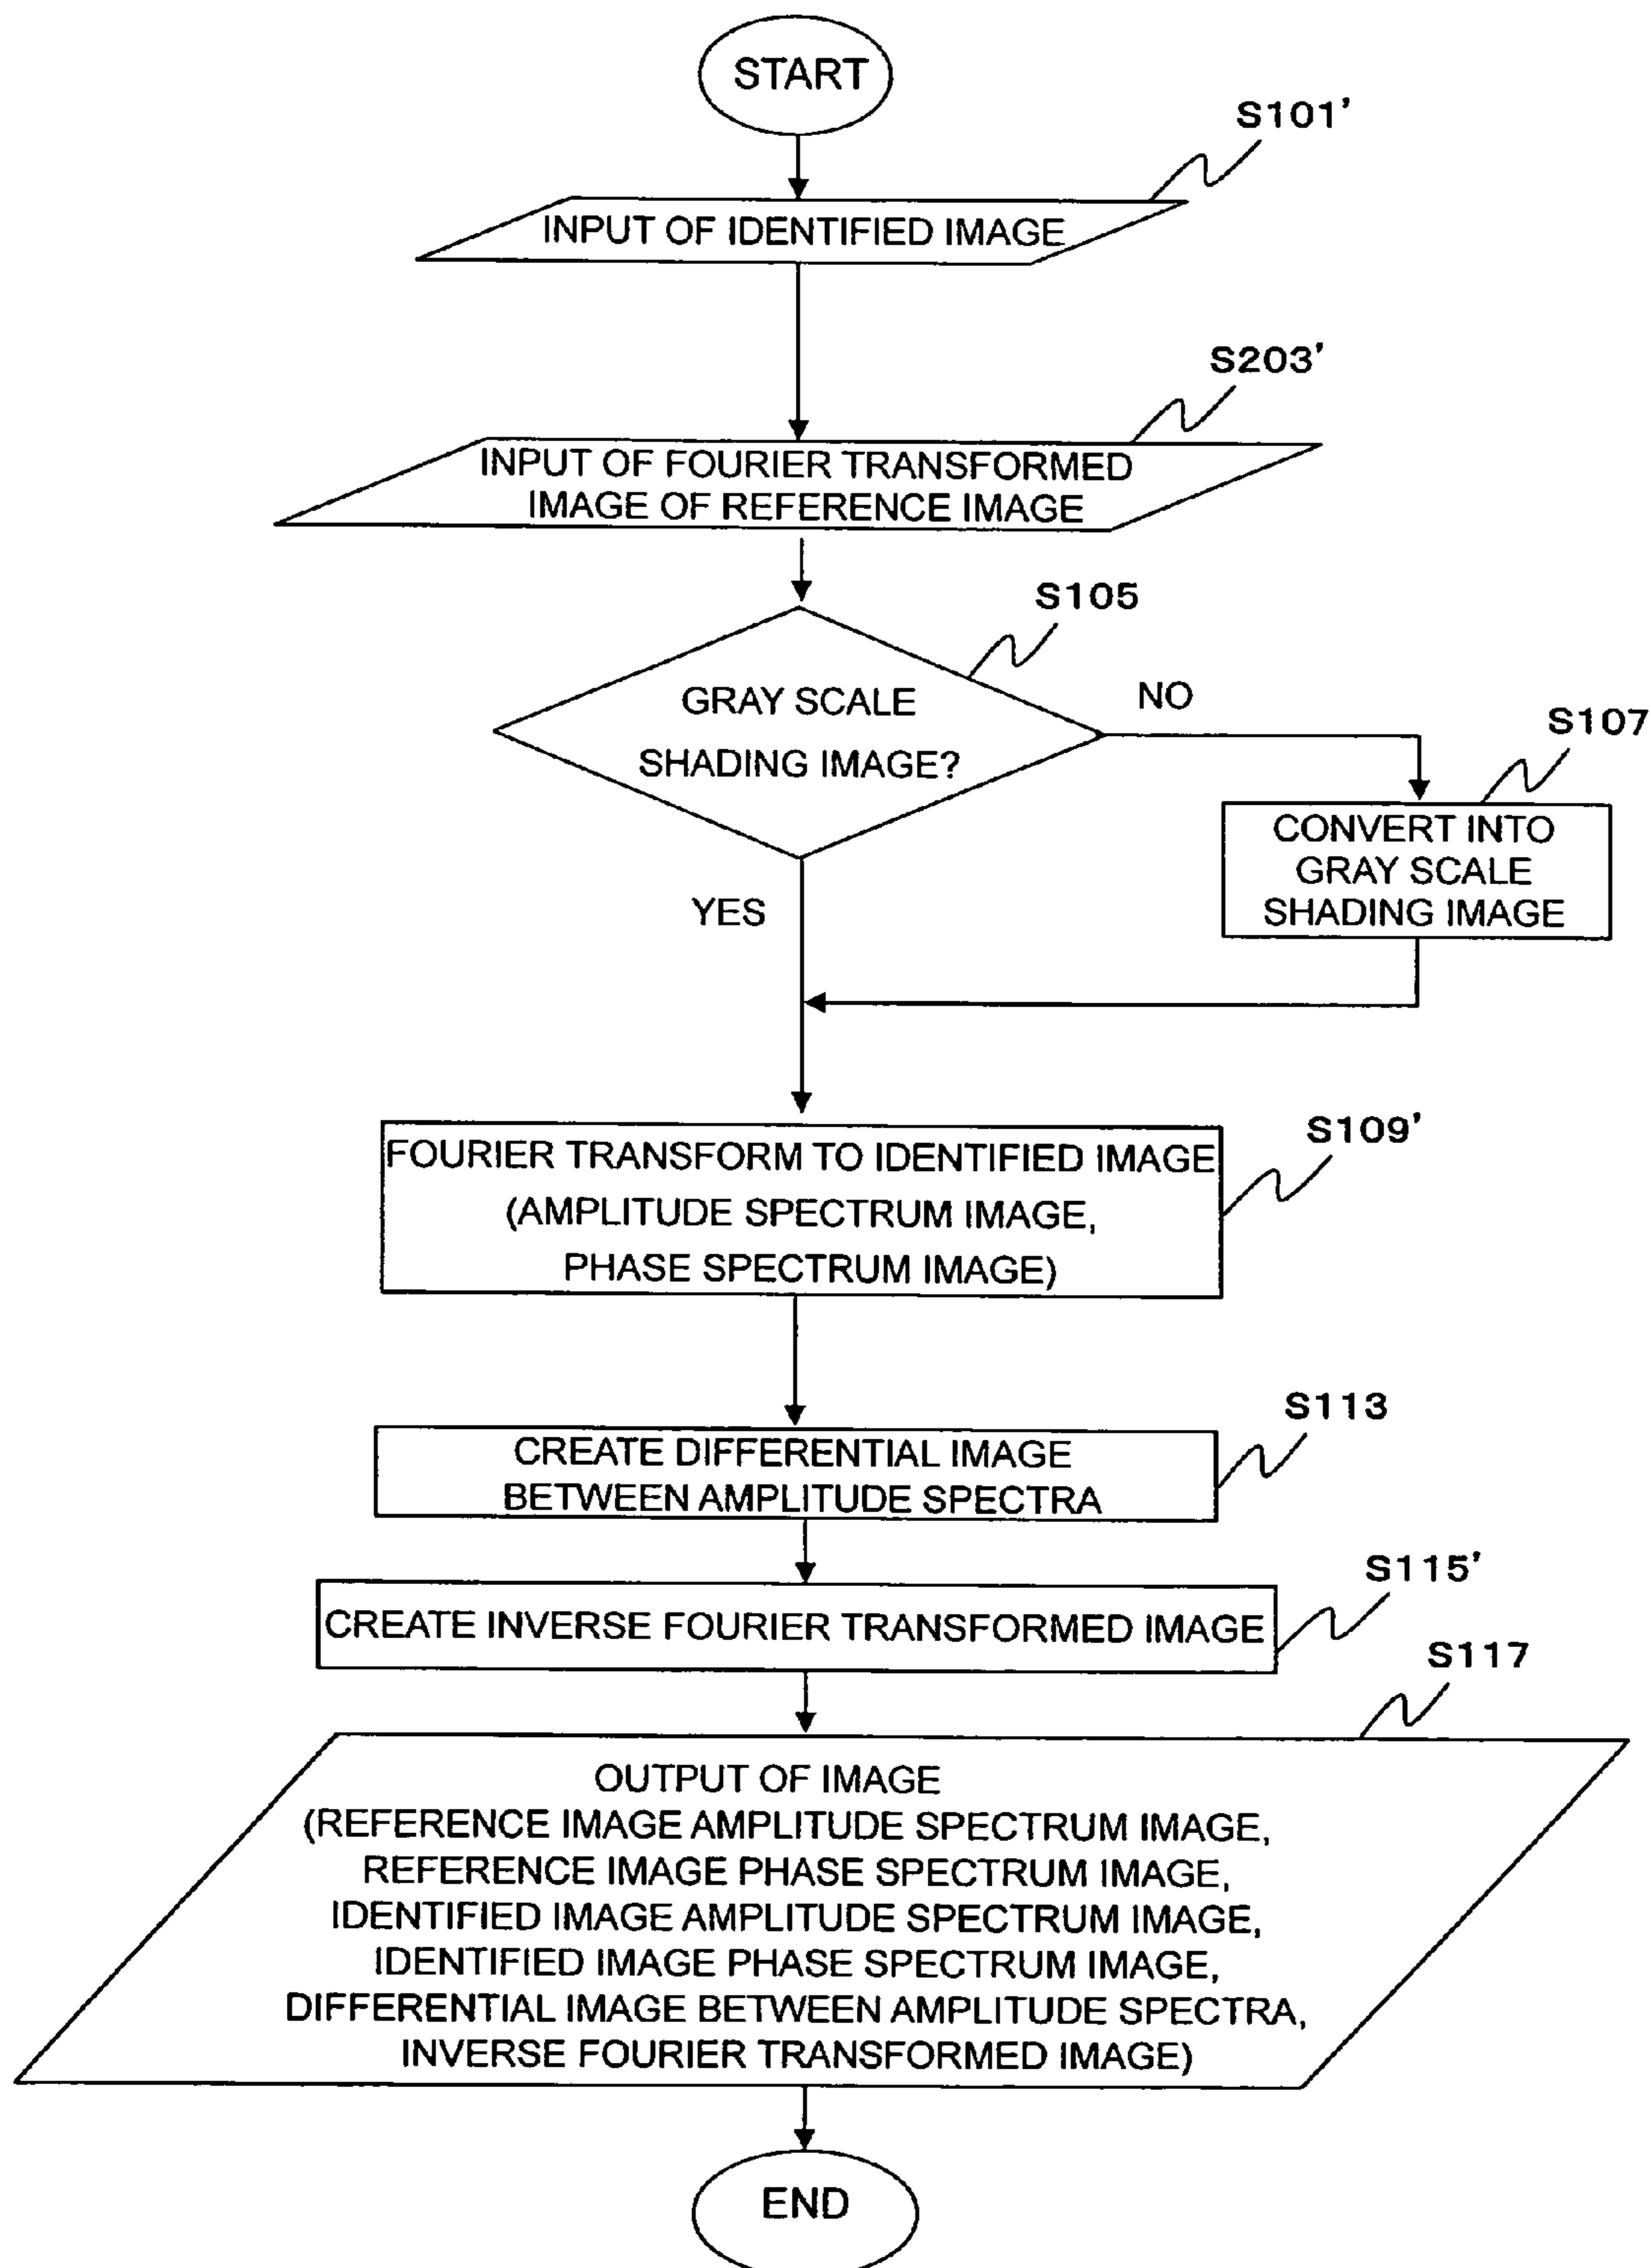 START
S101'
INPUT OF IDENTIFIED IMAGE
S203'
INPUT OF FOURIER TRANSFORMED
IMAGE OF REFERENCE IMAGE
S105
GRAY SCALE
SHADING IMAGE?
NO
S107
CONVERT INTO
GRAY SCALE
SHADING IMAGE
YES
S109'
FOURIER TRANSFORM TO IDENTIFIED IMAGE
(AMPLITUDE SPECTRUM IMAGE,
PHASE SPECTRUM IMAGE)
S113
CREATE DIFFERENTIAL IMAGE
BETWEEN AMPLITUDE SPECTRA
S115'
CREATE INVERSE FOURIER TRANSFORMED IMAGE
S117
OUTPUT OF IMAGE
(REFERENCE IMAGE AMPLITUDE SPECTRUM IMAGE,
REFERENCE IMAGE PHASE SPECTRUM IMAGE,
IDENTIFIED IMAGE AMPLITUDE SPECTRUM IMAGE,
IDENTIFIED IMAGE PHASE SPECTRUM IMAGE,
DIFFERENTIAL IMAGE BETWEEN AMPLITUDE SPECTRA,
INVERSE FOURIER TRANSFORMED IMAGE)
END